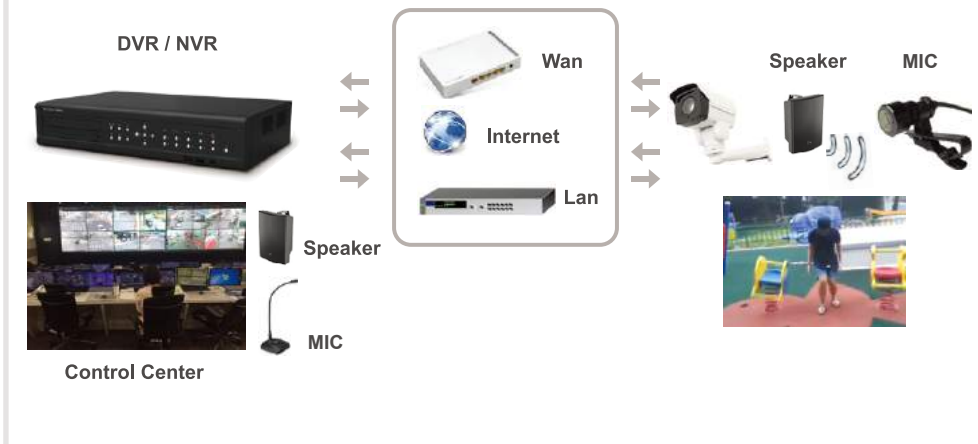 DVR / NVR
Wan
Internet
Lan
Speaker
MIC
Speaker
MIC
Control Center